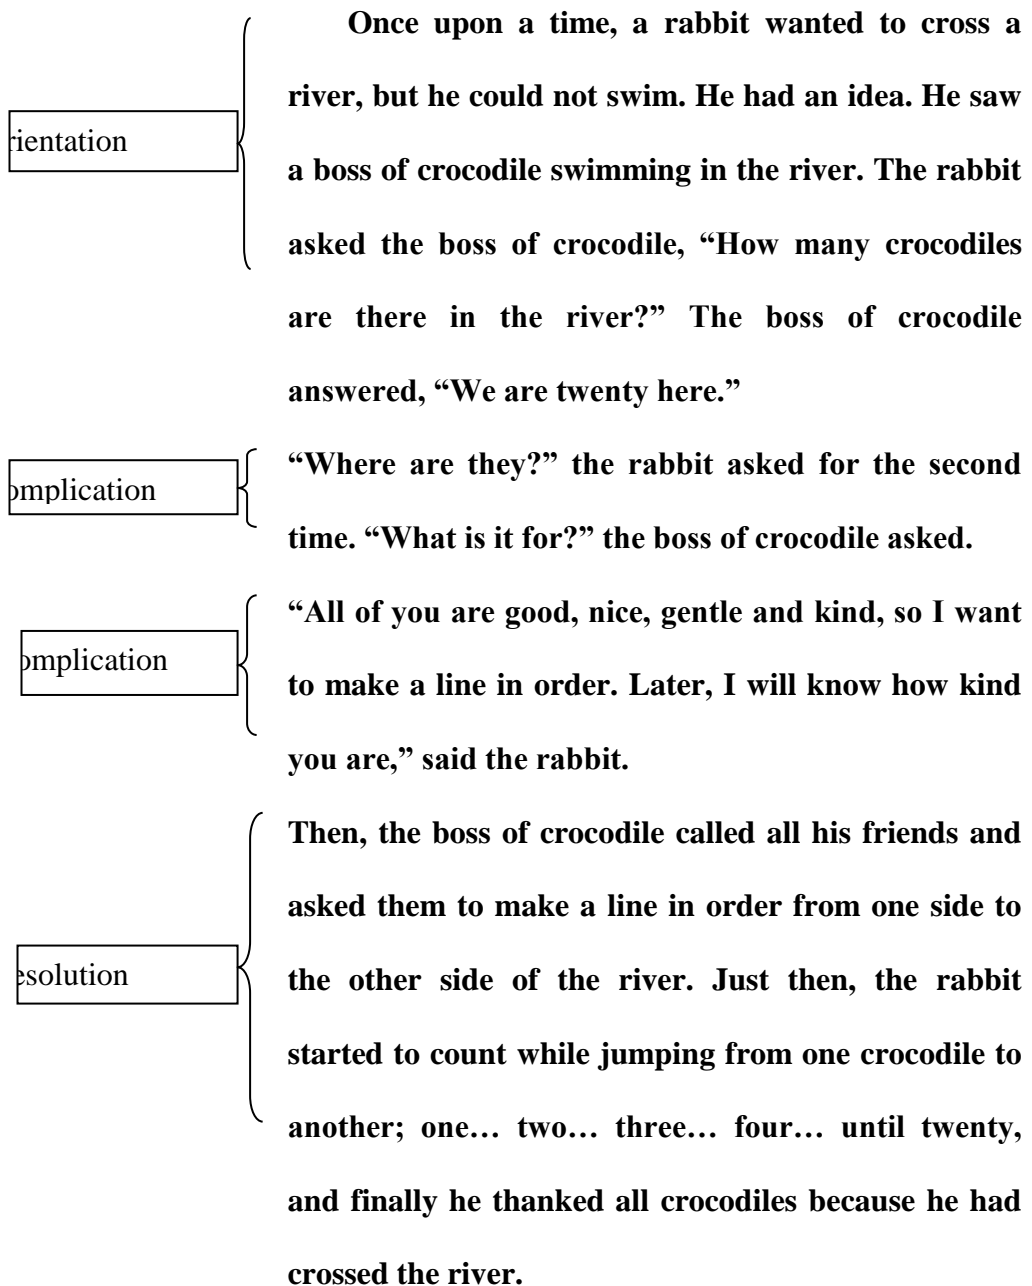 Once upon a time, a rabbit wanted to cross a
river, but he could not swim. He had an idea. He saw
rientation
a boss of crocodile swimming in the river. The rabbit
asked the boss of crocodile, “How many crocodiles
are there in the river?” The boss of crocodile
answered, “We are twenty here.”
omplication
“Where are they?” the rabbit asked for the second
time. “What is it for?” the boss of crocodile asked.
omplication
“All of you are good, nice, gentle and kind, so I want
to make a line in order. Later, I will know how kind
you are,” said the rabbit.
esolution
Then, the boss of crocodile called all his friends and
asked them to make a line in order from one side to
the other side of the river. Just then, the rabbit
started to count while jumping from one crocodile to
another; one… two… three… four… until twenty,
and finally he thanked all crocodiles because he had
crossed the river.